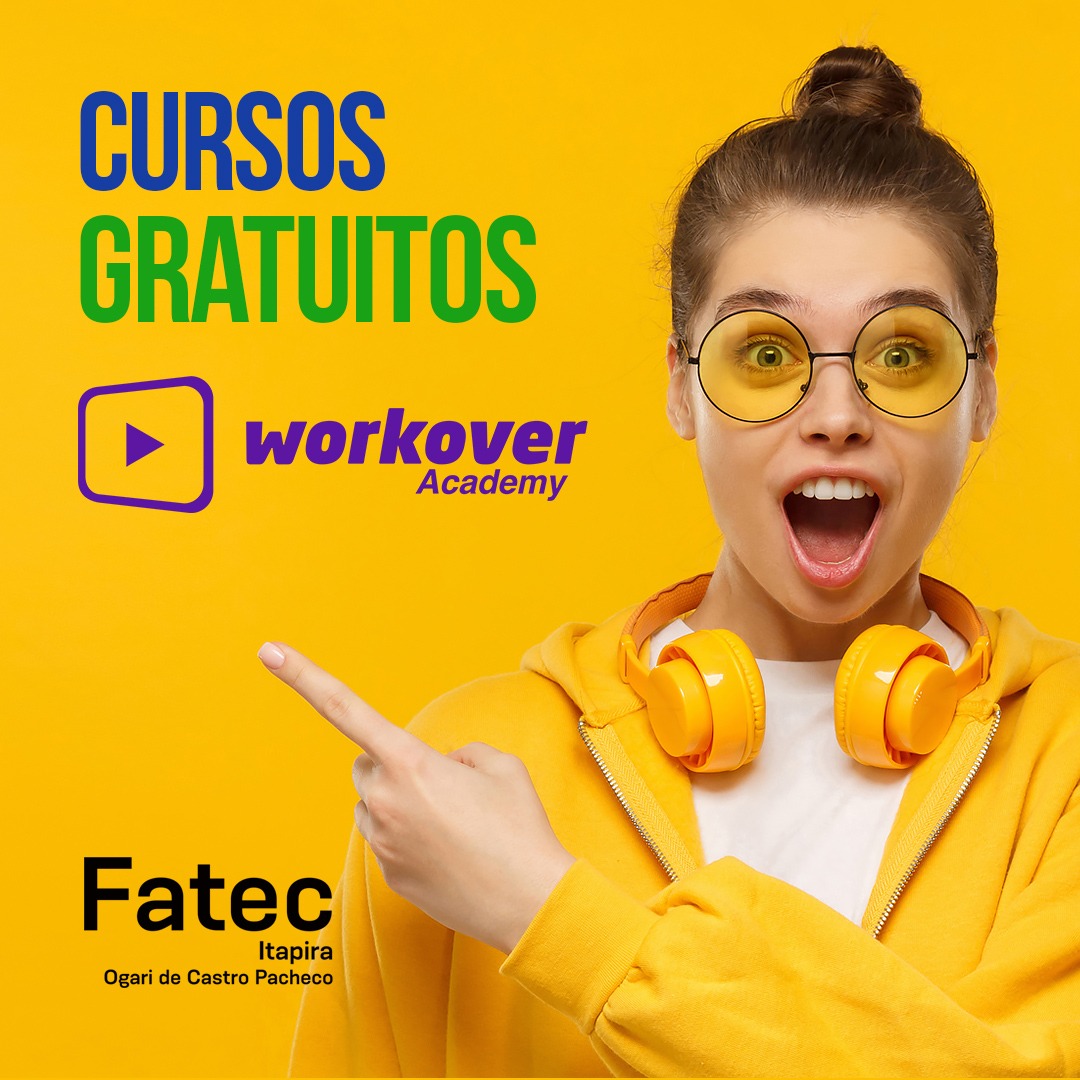 CURSOS
GRATUITOS
workover
Academy
Fatec
Itapira
Ogari de Castro Pacheco